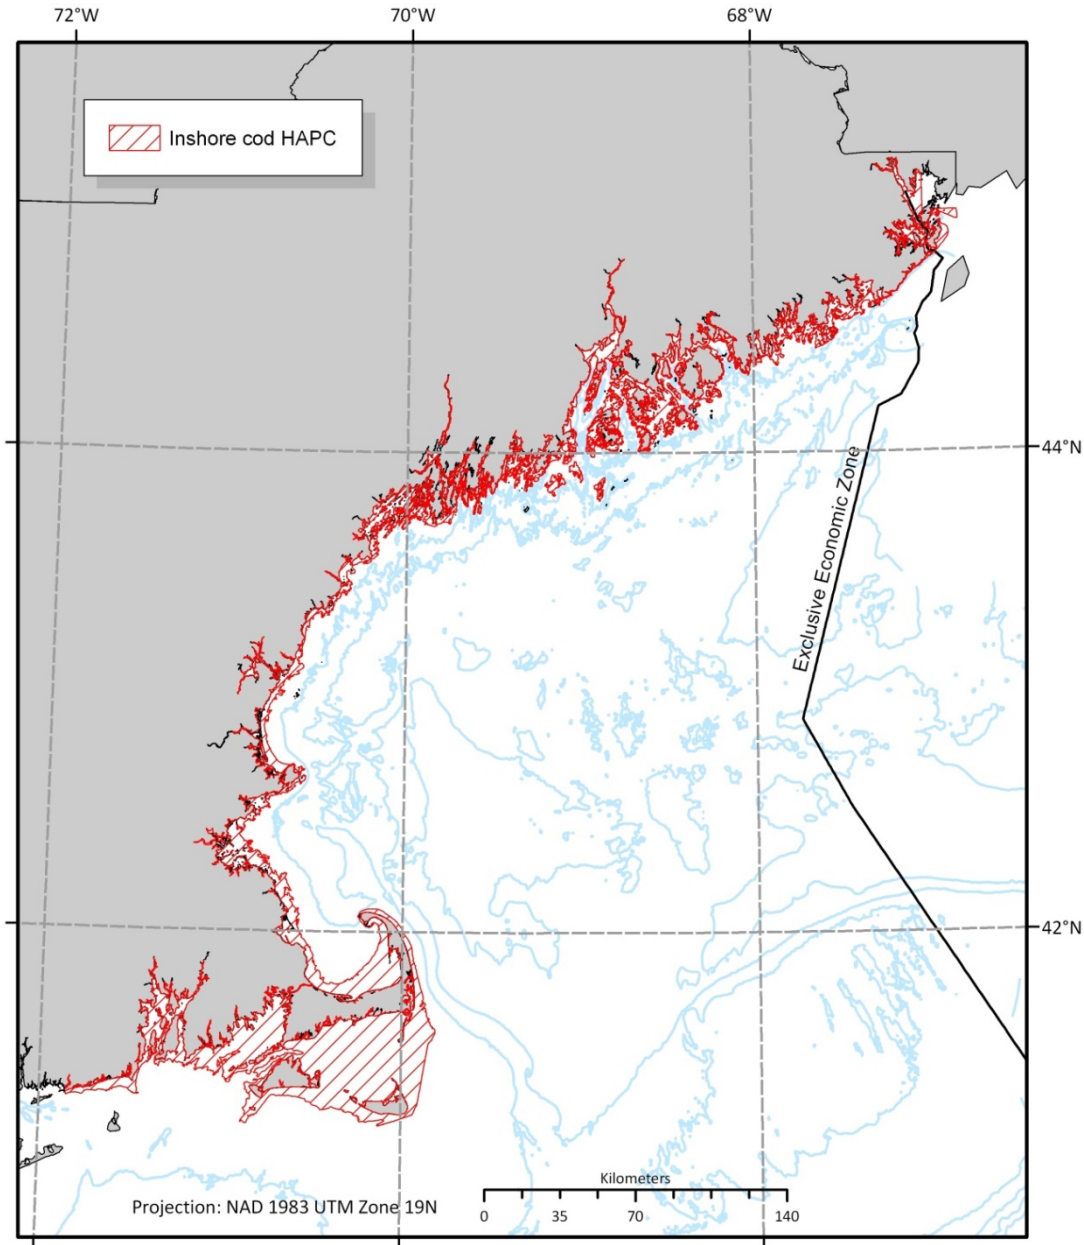 72°W
70°W
68°W
Inshore cod HAPC
44°N
Exclusive Economic Zone
42°N
Kilometers
Projection: NAD 1983 UTM Zone 19N
0 35 70 140